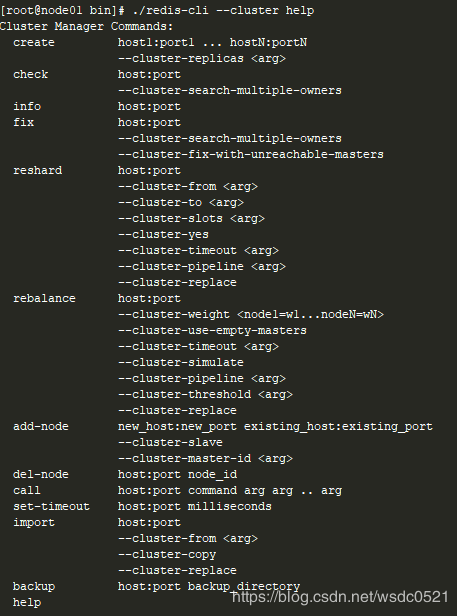 [root@node01 bin]# ./redis-cli --cluster help
Cluster Manager Commands:
  create         host1:port1 ... hostN:portN
                 --cluster-replicas <arg>
  check          host:port
                 --cluster-search-multiple-owners
  info           host:port
  fix            host:port
                 --cluster-search-multiple-owners
                 --cluster-fix-with-unreachable-masters
  reshard        host:port
                 --cluster-from <arg>
                 --cluster-to <arg>
                 --cluster-slots <arg>
                 --cluster-yes
                 --cluster-timeout <arg>
                 --cluster-pipeline <arg>
                 --cluster-replace
  rebalance      host:port
                 --cluster-weight <node1=w1...nodeN=wN>
                 --cluster-use-empty-masters
                 --cluster-timeout <arg>
                 --cluster-simulate
                 --cluster-pipeline <arg>
                 --cluster-threshold <arg>
                 --cluster-replace
  add-node       new_host:new_port existing_host:existing_port
                 --cluster-slave
                 --cluster-master-id <arg>
  del-node       host:port node_id
  call           host:port command arg arg .. arg
  set-timeout    host:port milliseconds
  import         host:port
                 --cluster-from <arg>
                 --cluster-copy
                 --cluster-replace
  backup         host:port backup_directory
  help
https://blog.csdn.net/wsdc0521